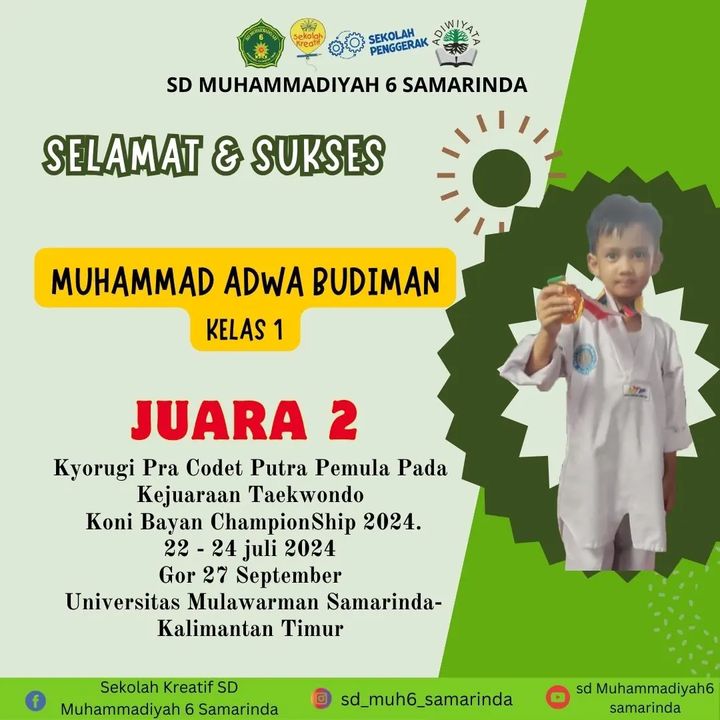 Sekolah Kreatif
SEKOLAH
PENGGERAK
ADIWIYATA
SD MUHAMMADIYAH 6 SAMARINDA
SELAMAT & SUKSES
MUHAMMAD ADWA BUDIMAN
KELAS 1
JUARA 2
Kyorugi Pra Codet Putra Pemula Pada
Kejuaraan Taekwondo
Koni Bayan ChampionShip 2024.
22 - 24 juli 2024
Gor 27 September
Universitas Mulawarman Samarinda-
Kalimantan Timur
Sekolah Kreatif SD
Muhammadiyah 6 Samarinda
sd_muh6_samarinda
sd Muhammadiyah6
samarinda